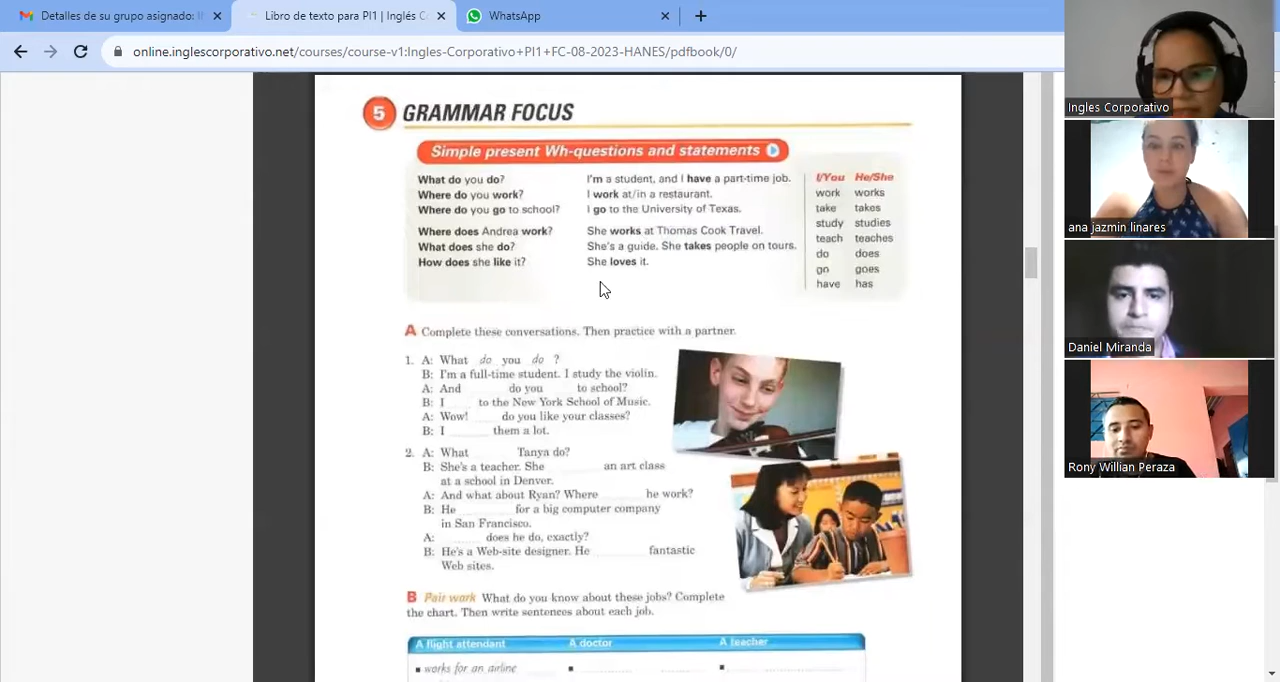 Detalles de su grupo asignado: I
Libro de texto para PI1 | Inglés C
WhatsApp
online.inglescorporativo.net/courses/course-v1:Ingles-Corporativo+PI1+FC-08-2023-HANES/pdfbook/0/
5 GRAMMAR FOCUS
Simple present Wh-questions and statements
What do you do? I'm a student, and I have a part-time job.
Where do you work? I work at/in a restaurant.
Where do you go to school? I go to the University of Texas.
Where does Andrea work? She works at Thomas Cook Travel.
What does she do? She's a guide. She takes people on tours.
How does she like it? She loves it.
I/You He/She
work works
take takes
study studies
teach teaches
do does
go goes
have has
A Complete these conversations. Then practice with a partner.
1. A: What do you do ?
B: I'm a full-time student. I study the violin.
A: And ____ do you ____ to school?
B: I ____ to the New York School of Music.
A: Wow! ____ do you like your classes?
B: I ____ them a lot.
2. A: What ____ Tanya do?
B: She's a teacher. She ____ an art class
at a school in Denver.
A: And what about Ryan? Where ____ he work?
B: He ____ for a big computer company
in San Francisco.
A: ____ does he do, exactly?
B: He's a Web-site designer. He ____ fantastic
Web sites.
B Pair work What do you know about these jobs? Complete
the chart. Then write sentences about each job.
A flight attendant A doctor A teacher
works for an airline
Ingles Corporativo
ana jazmin linares
Daniel Miranda
Rony Willian Peraza